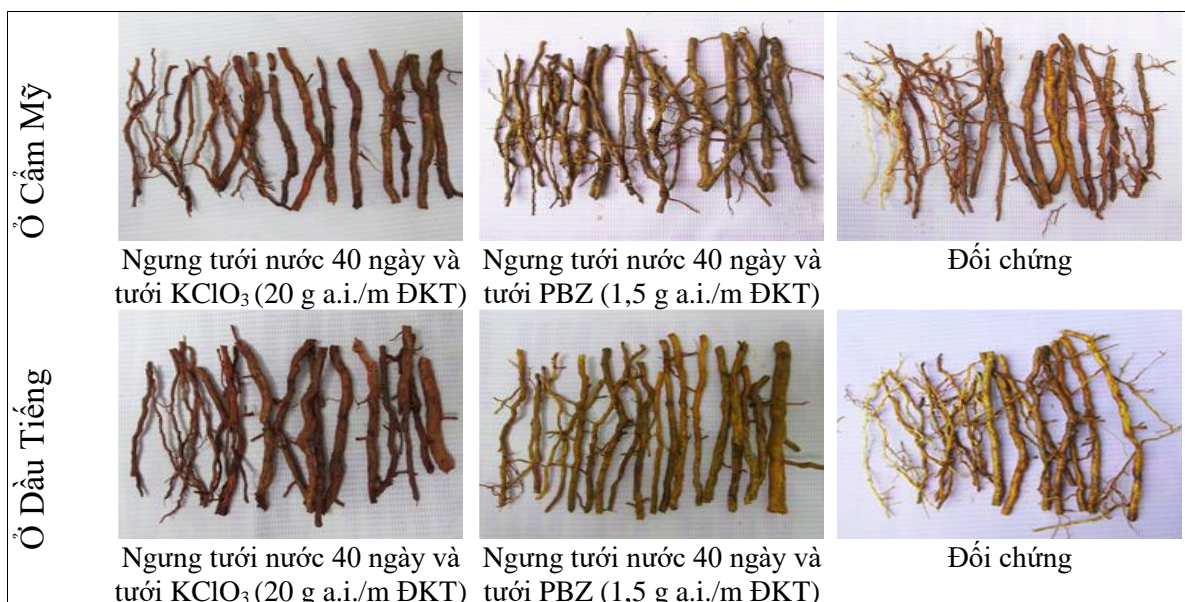 Ở Cẩm Mỹ
Ngưng tưới nước 40 ngày và
tưới KClO₃ (20 g a.i./m ĐKT)
Ngưng tưới nước 40 ngày và
tưới PBZ (1,5 g a.i./m ĐKT)
Đối chứng
Ở Dầu Tiếng
Ngưng tưới nước 40 ngày và
tưới KClO₃ (20 g a.i./m ĐKT)
Ngưng tưới nước 40 ngày và
tưới PBZ (1,5 g a.i./m ĐKT)
Đối chứng